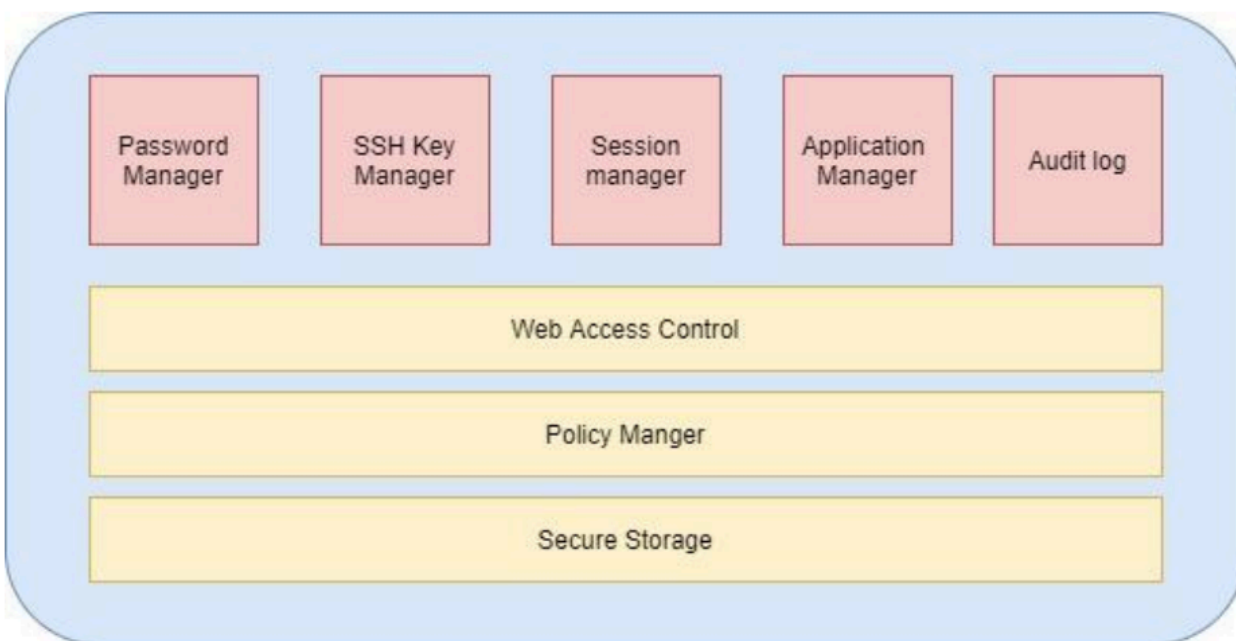 Password
Manager
SSH Key
Manager
Session
manager
Application
Manager
Audit log
Web Access Control
Policy Manger
Secure Storage